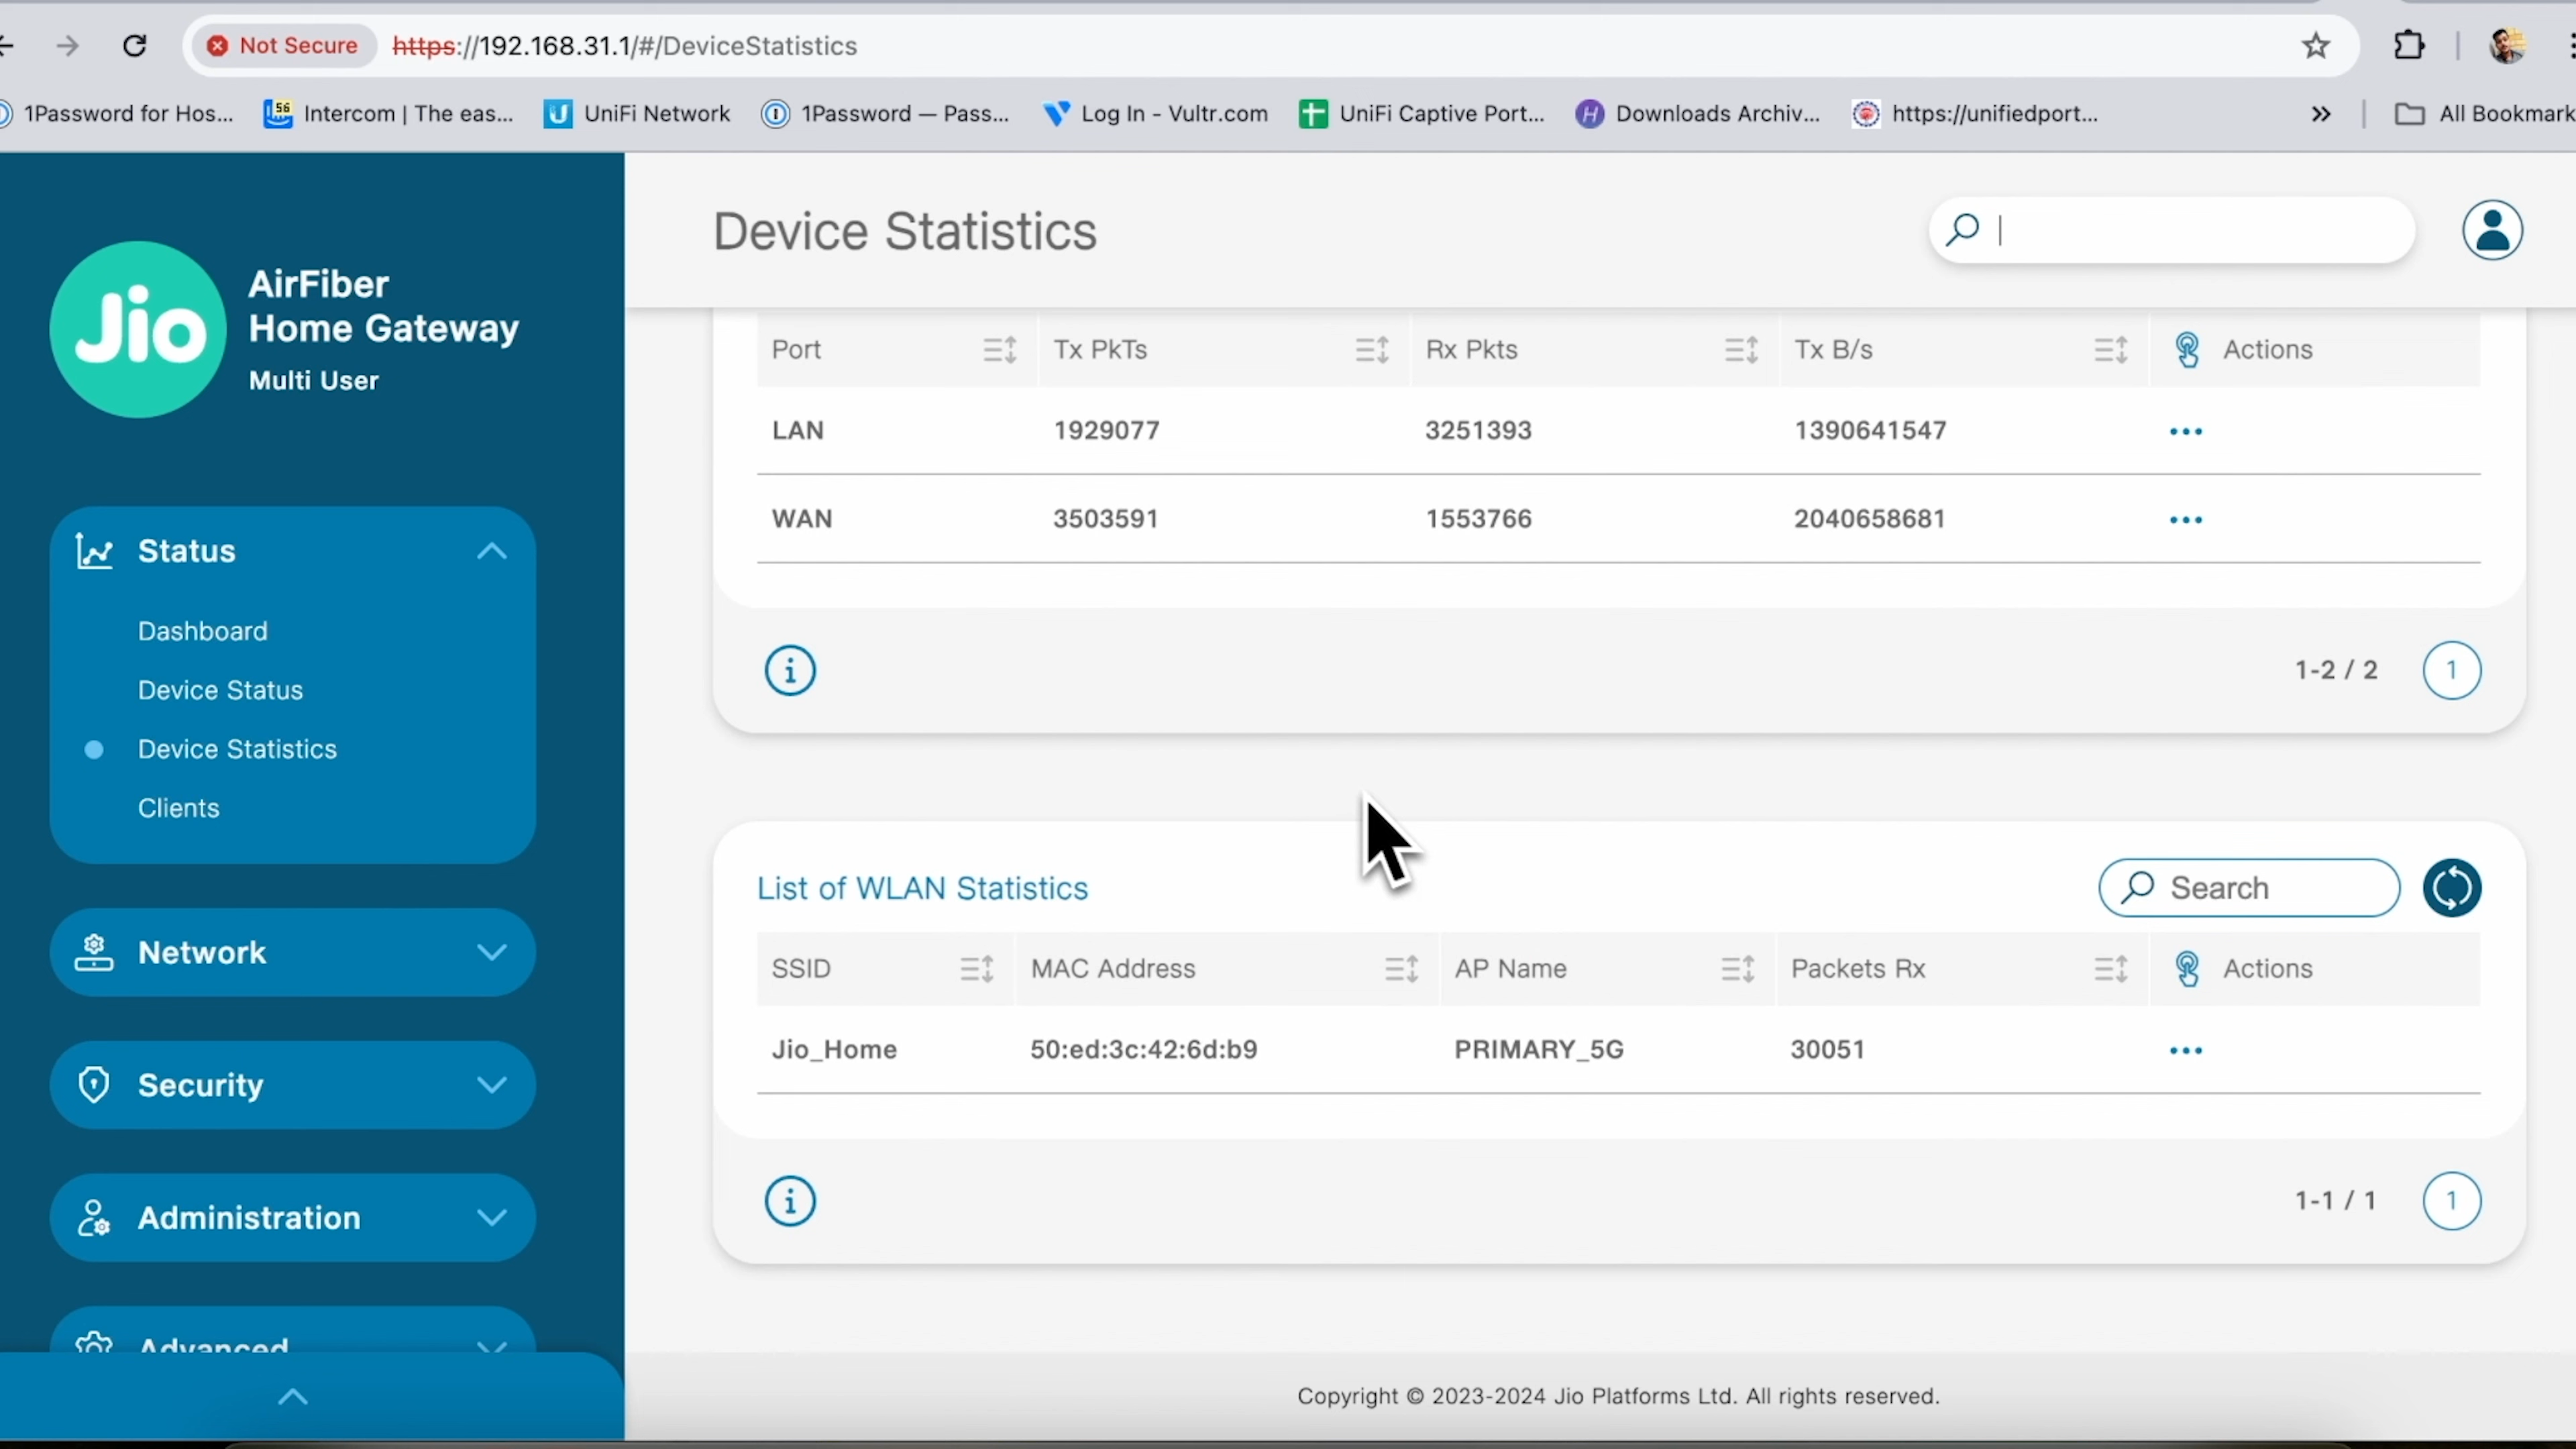 Not Secure https://192.168.31.1/#/DeviceStatistics
1Password for Hos... 56 Intercom | The eas... U UniFi Network 1Password — Pass... Log In - Vultr.com UniFi Captive Port... H Downloads Archiv... https://unifiedport... » All Bookmark
Jio
AirFiber
Home Gateway
Multi User
Status
Dashboard
Device Status
Device Statistics
Clients
Network
Security
Administration
Advanced
Device Statistics
Port Tx PkTs Rx Pkts Tx B/s Actions
LAN 1929077 3251393 1390641547 •••
WAN 3503591 1553766 2040658681 •••
i 1-2 / 2 1
List of WLAN Statistics Search
SSID MAC Address AP Name Packets Rx Actions
Jio_Home 50:ed:3c:42:6d:b9 PRIMARY_5G 30051 •••
i 1-1 / 1 1
Copyright © 2023-2024 Jio Platforms Ltd. All rights reserved.